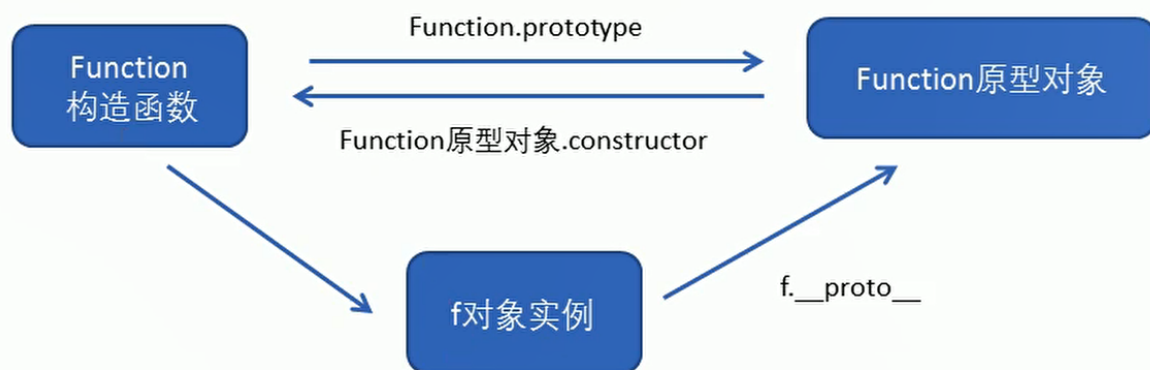 Function.prototype
Function
构造函数
Function原型对象
Function原型对象.constructor
f对象实例
f.__proto__